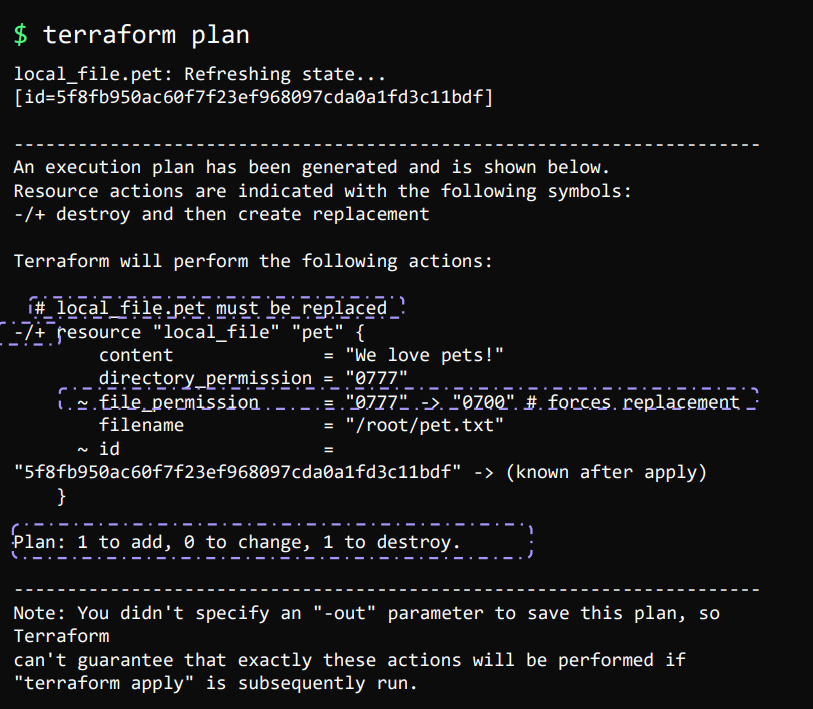 $ terraform plan
local_file.pet: Refreshing state...
[id=5f8fb950ac60f7f23ef968097cda0a1fd3c11bdf]
------------------------------------------------------------------------
An execution plan has been generated and is shown below.
Resource actions are indicated with the following symbols:
-/+ destroy and then create replacement
Terraform will perform the following actions:
# local_file.pet must be replaced
-/+ resource "local_file" "pet" {
content = "We love pets!"
directory_permission = "0777"
~ file_permission = "0777" -> "0700" # forces replacement
filename = "/root/pet.txt"
~ id =
"5f8fb950ac60f7f23ef968097cda0a1fd3c11bdf" -> (known after apply)
}
Plan: 1 to add, 0 to change, 1 to destroy.
------------------------------------------------------------------------
Note: You didn't specify an "-out" parameter to save this plan, so
Terraform
can't guarantee that exactly these actions will be performed if
"terraform apply" is subsequently run.